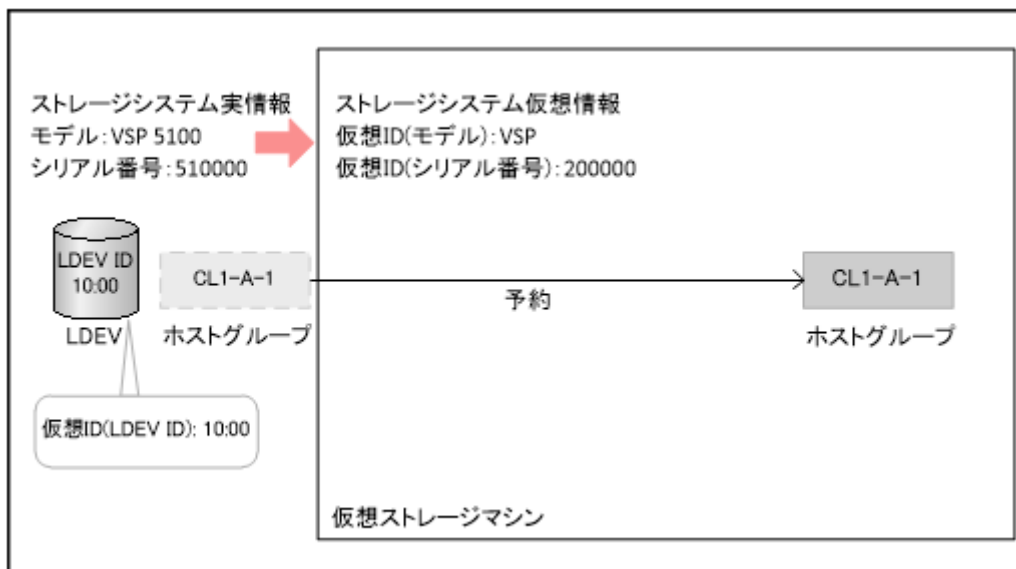 ストレージシステム実情報
モデル:VSP 5100
シリアル番号:510000
ストレージシステム仮想情報
仮想ID(モデル):VSP
仮想ID(シリアル番号):200000
LDEV ID
10:00
LDEV
CL1-A-1
ホストグループ
予約
CL1-A-1
ホストグループ
仮想ID(LDEV ID): 10:00
仮想ストレージマシン